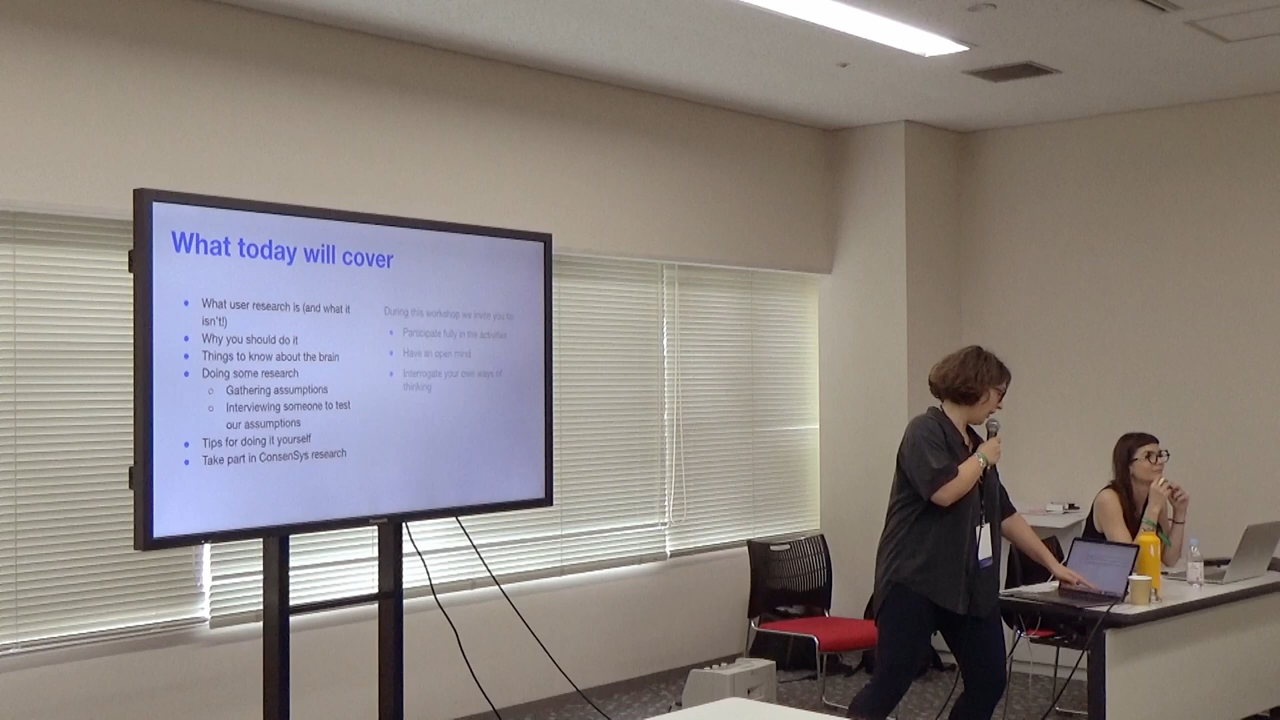 What today will cover
What user research is (and what it
isn't!)
Why you should do it
Things to know about the brain
Doing some research
Gathering assumptions
Interviewing someone to test
our assumptions
Tips for doing it yourself
Take part in ConsenSys research
During this workshop we invite you to:
Participate fully in the activities
Have an open mind
Interrogate your own ways of
thinking
Panasonic